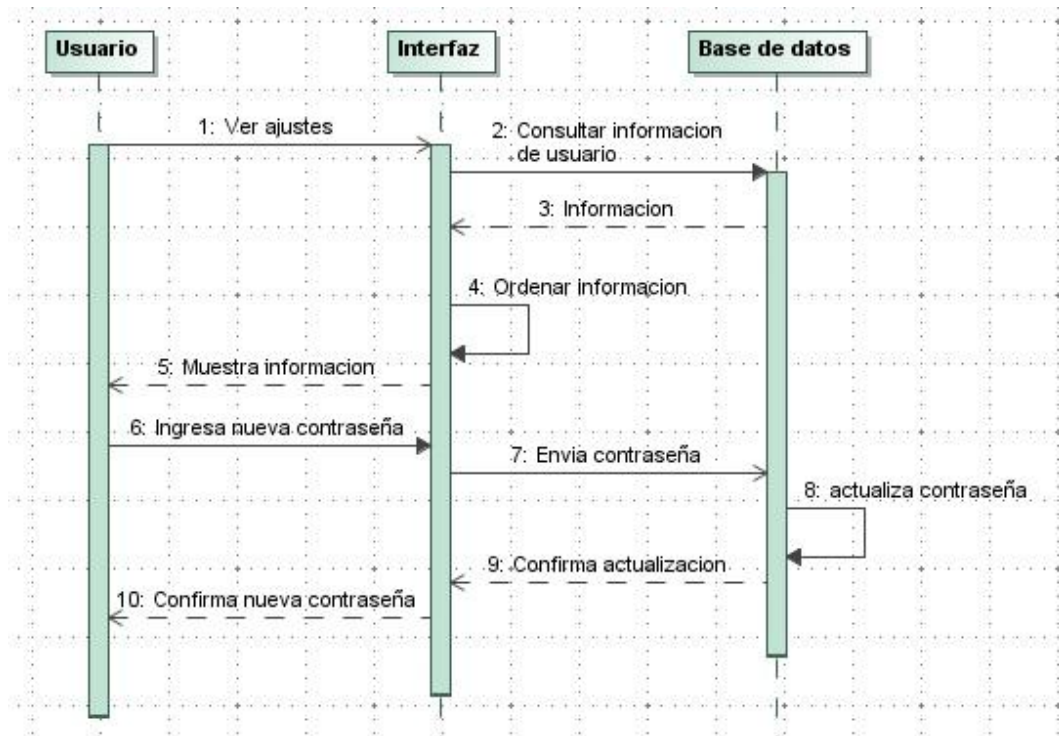 Usuario
Interfaz
Base de datos
1: Ver ajustes
2: Consultar informacion
de usuario
3: Informacion
4: Ordenar informacion
5: Muestra informacion
6: Ingresa nueva contraseña
7: Envia contraseña
8: actualiza contraseña
9: Confirma actualizacion
10: Confirma nueva contraseña